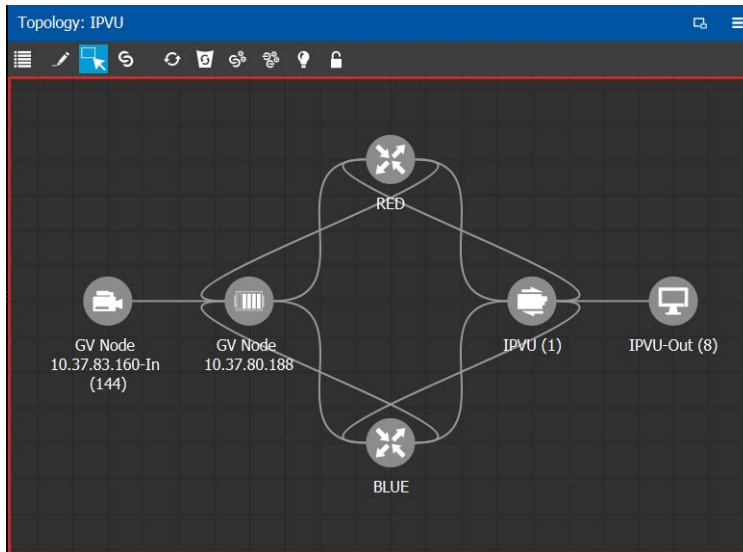 Topology: IPVU
RED
GV Node
10.37.83.160-In
(144)
GV Node
10.37.80.188
IPVU (1)
IPVU-Out (8)
BLUE